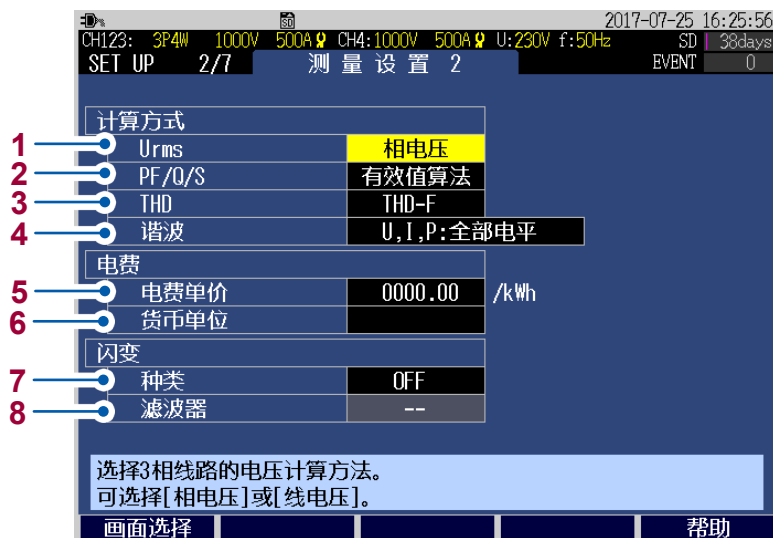 SD 2017-07-25 16:25:56
CH123: 3P4W 1000V 500A CH4:1000V 500A U:230V f:50Hz SD 38days
SET UP 2/7 测量设置 2 EVENT 0
计算方式
1 Urms 相电压
2 PF/Q/S 有效值算法
3 THD THD-F
4 谐波 U,I,P:全部电平
电费
5 电费单价 0000.00 /kWh
6 货币单位
闪变
7 种类 OFF
8 滤波器 --
选择3相线路的电压计算方法。
可选择[相电压]或[线电压]。
画面选择 帮助